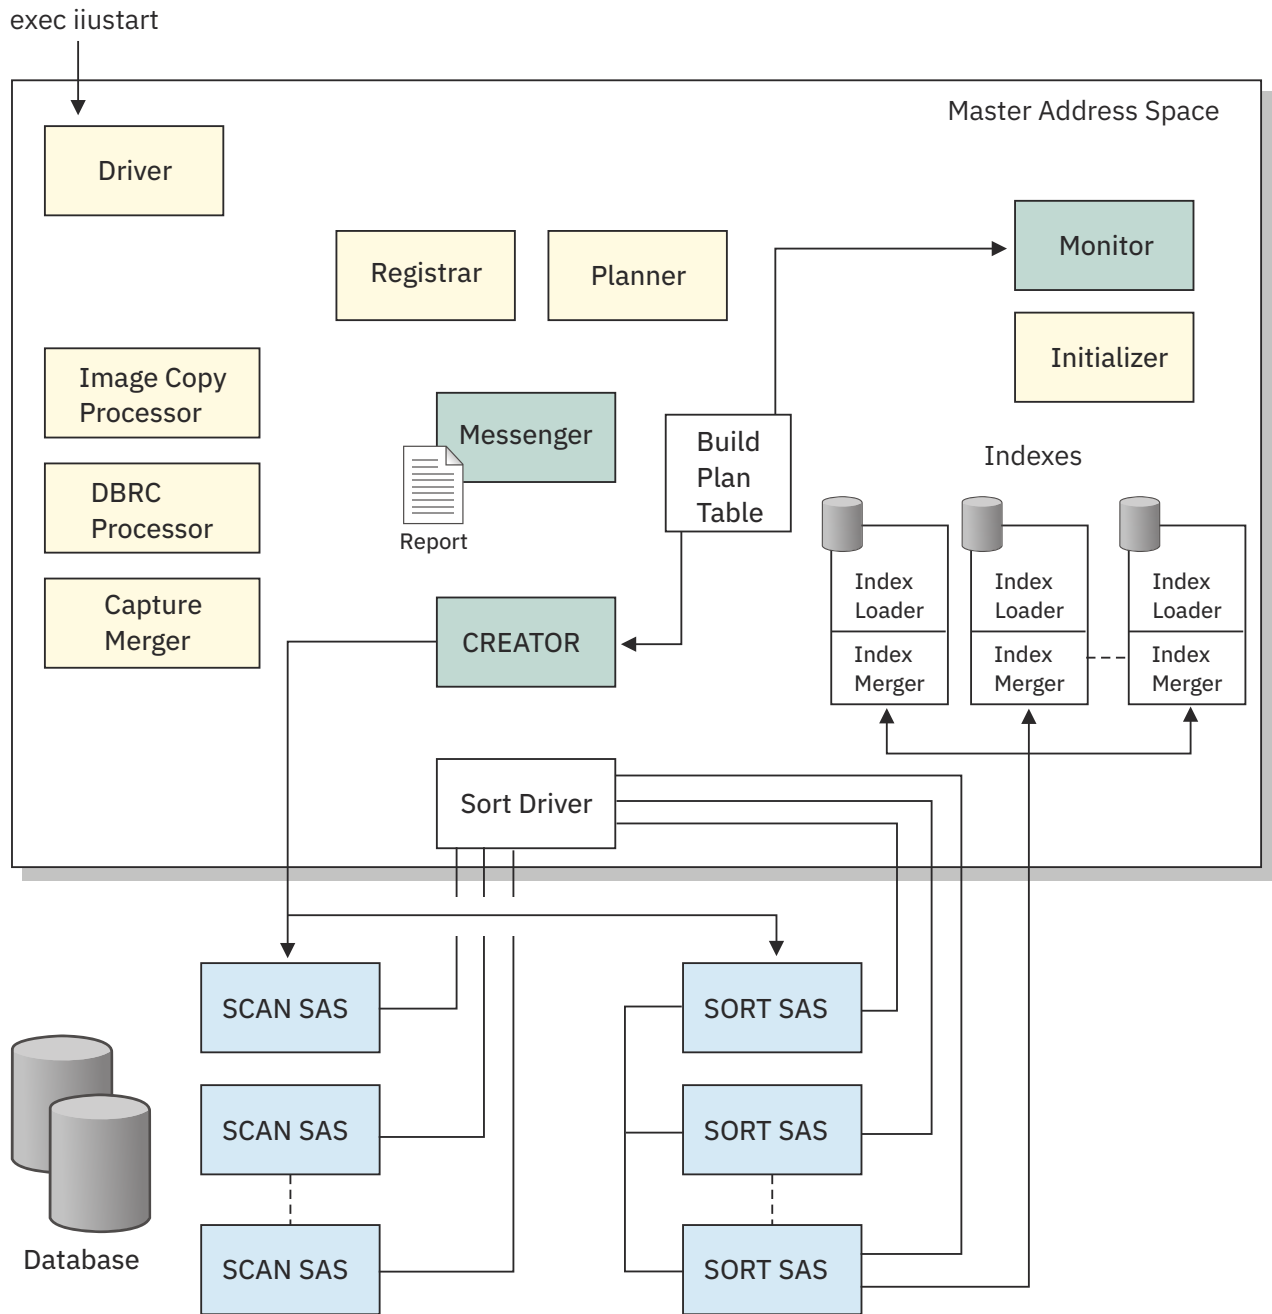 exec iiustart
Master Address Space
Driver
Registrar
Planner
Monitor
Initializer
Image Copy
Processor
Messenger
Build
Plan
Table
Indexes
DBRC
Processor
Report
Capture
Merger
CREATOR
Index
Loader
Index
Merger
Index
Loader
Index
Merger
Index
Loader
Index
Merger
Sort Driver
SCAN SAS
SORT SAS
SCAN SAS
SORT SAS
Database
SCAN SAS
SORT SAS